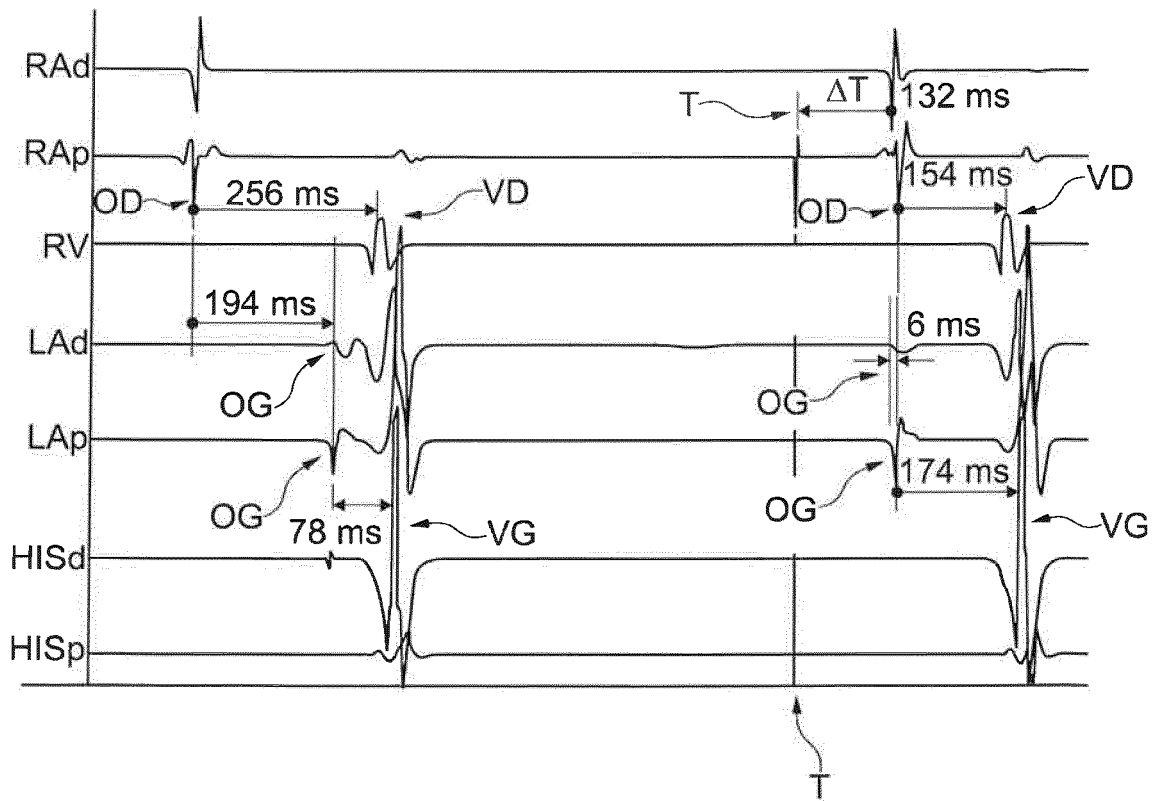 RAd
T ΔT 132 ms
RAp
OD 256 ms VD
OD 154 ms VD
RV
194 ms
LAd
6 ms
OG
OG
LAp
OG 78 ms VG
OG 174 ms VG
HISd
HISp
T